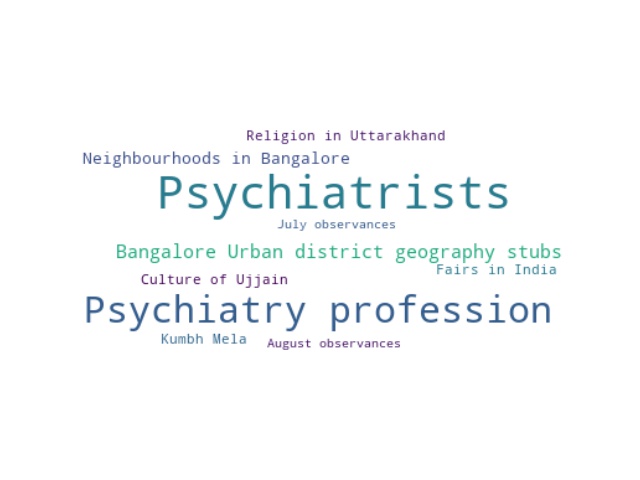 Religion in Uttarakhand
Neighbourhoods in Bangalore
Psychiatrists
July observances
Bangalore Urban district geography stubs
Fairs in India
Culture of Ujjain
Psychiatry profession
Kumbh Mela
August observances